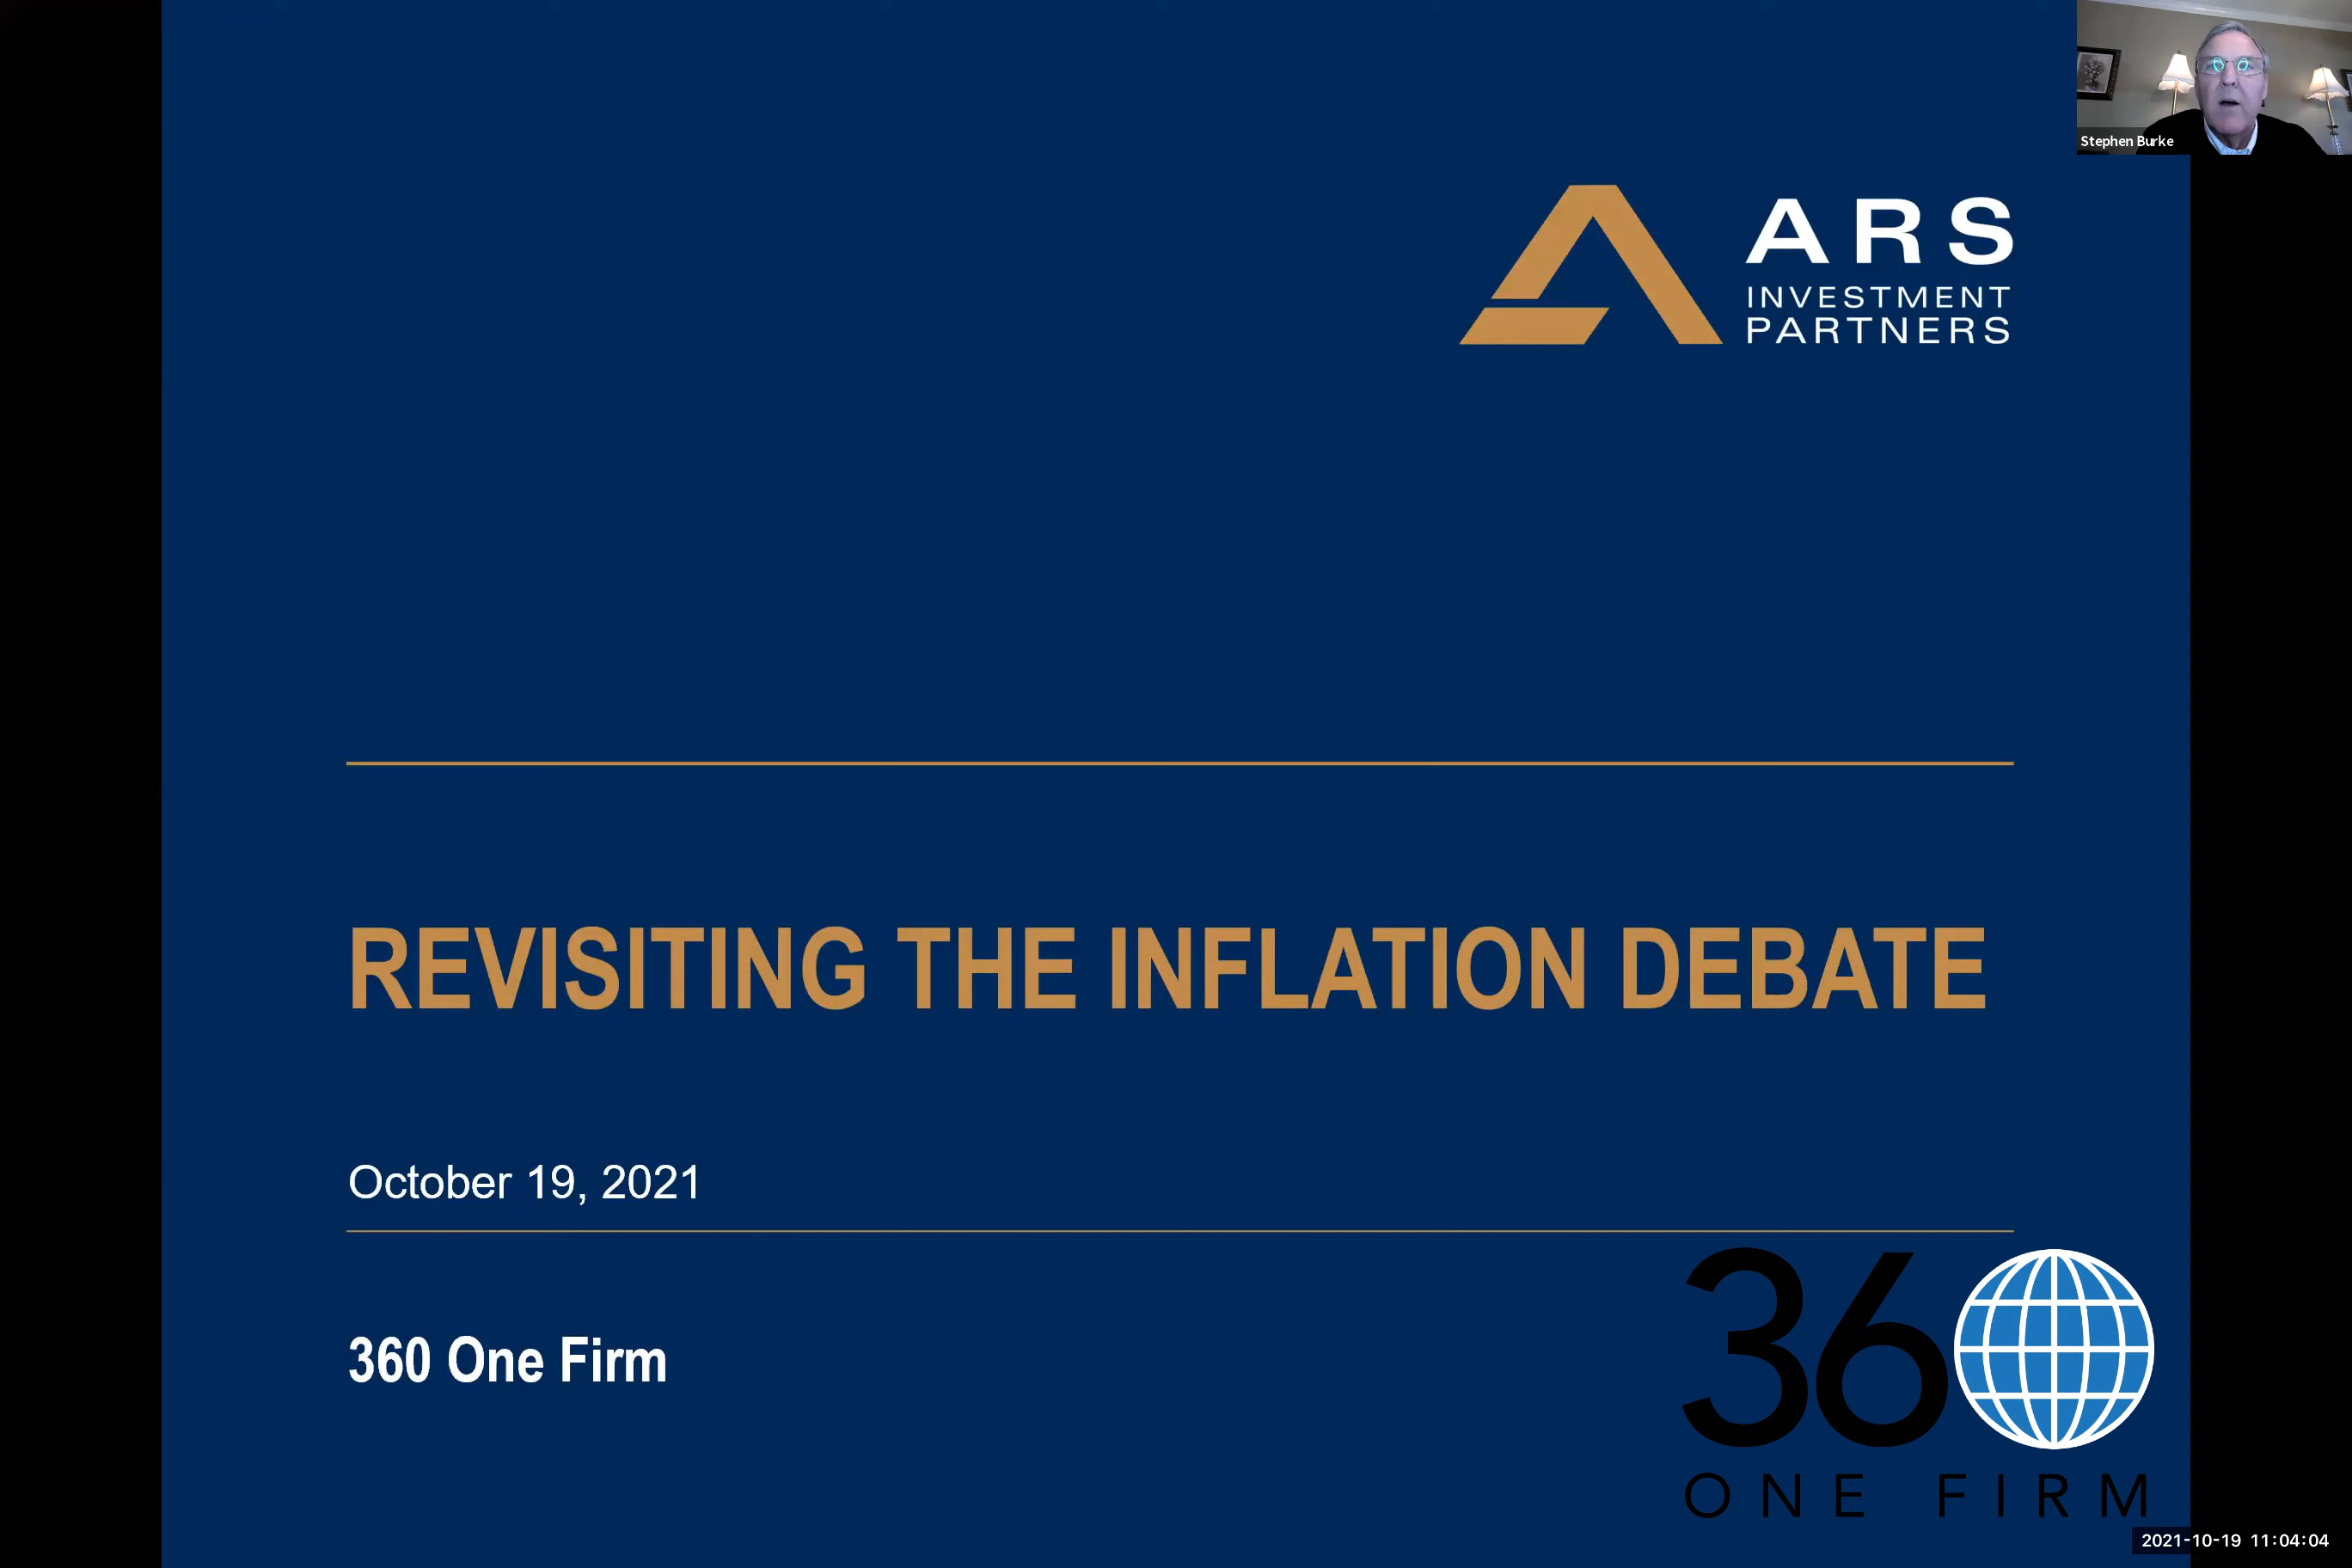 Stephen Burke
ARS
INVESTMENT
PARTNERS
REVISITING THE INFLATION DEBATE
October 19, 2021
360 One Firm
360
ONE FIRM
2021-10-19 11:04:04